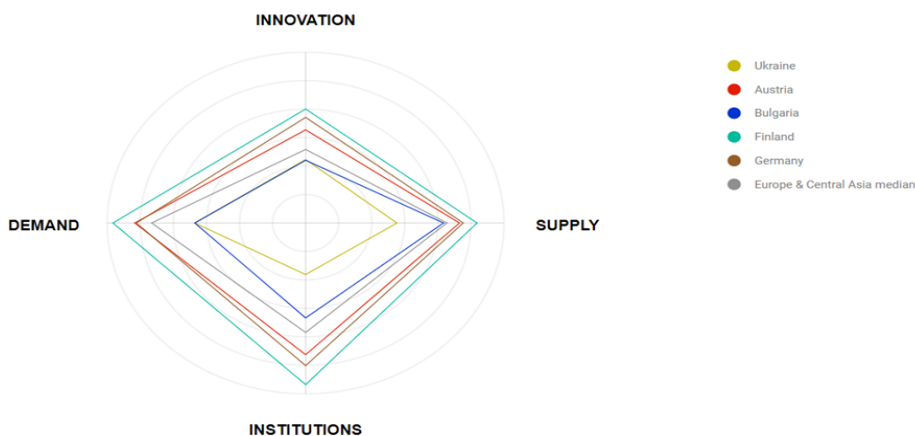 INNOVATION
Ukraine
Austria
Bulgaria
Finland
Germany
Europe & Central Asia median
DEMAND
SUPPLY
INSTITUTIONS